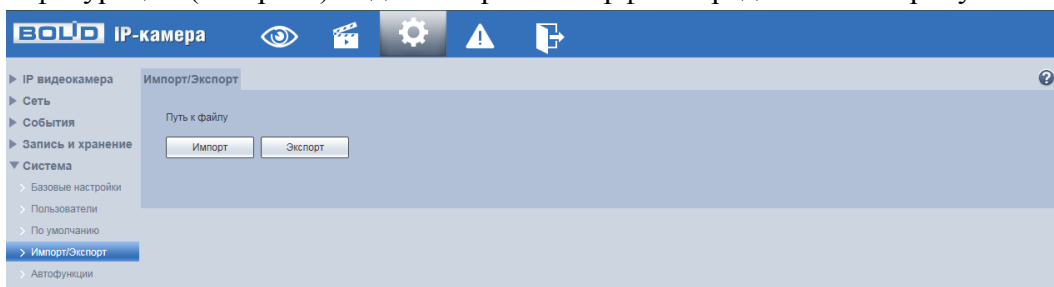 BOLID IP-камера
IP видеокамера
Сеть
События
Запись и хранение
Система
Базовые настройки
Пользователи
По умолчанию
Импорт/Экспорт
Автофункции
Импорт/Экспорт
Путь к файлу
Импорт Экспорт